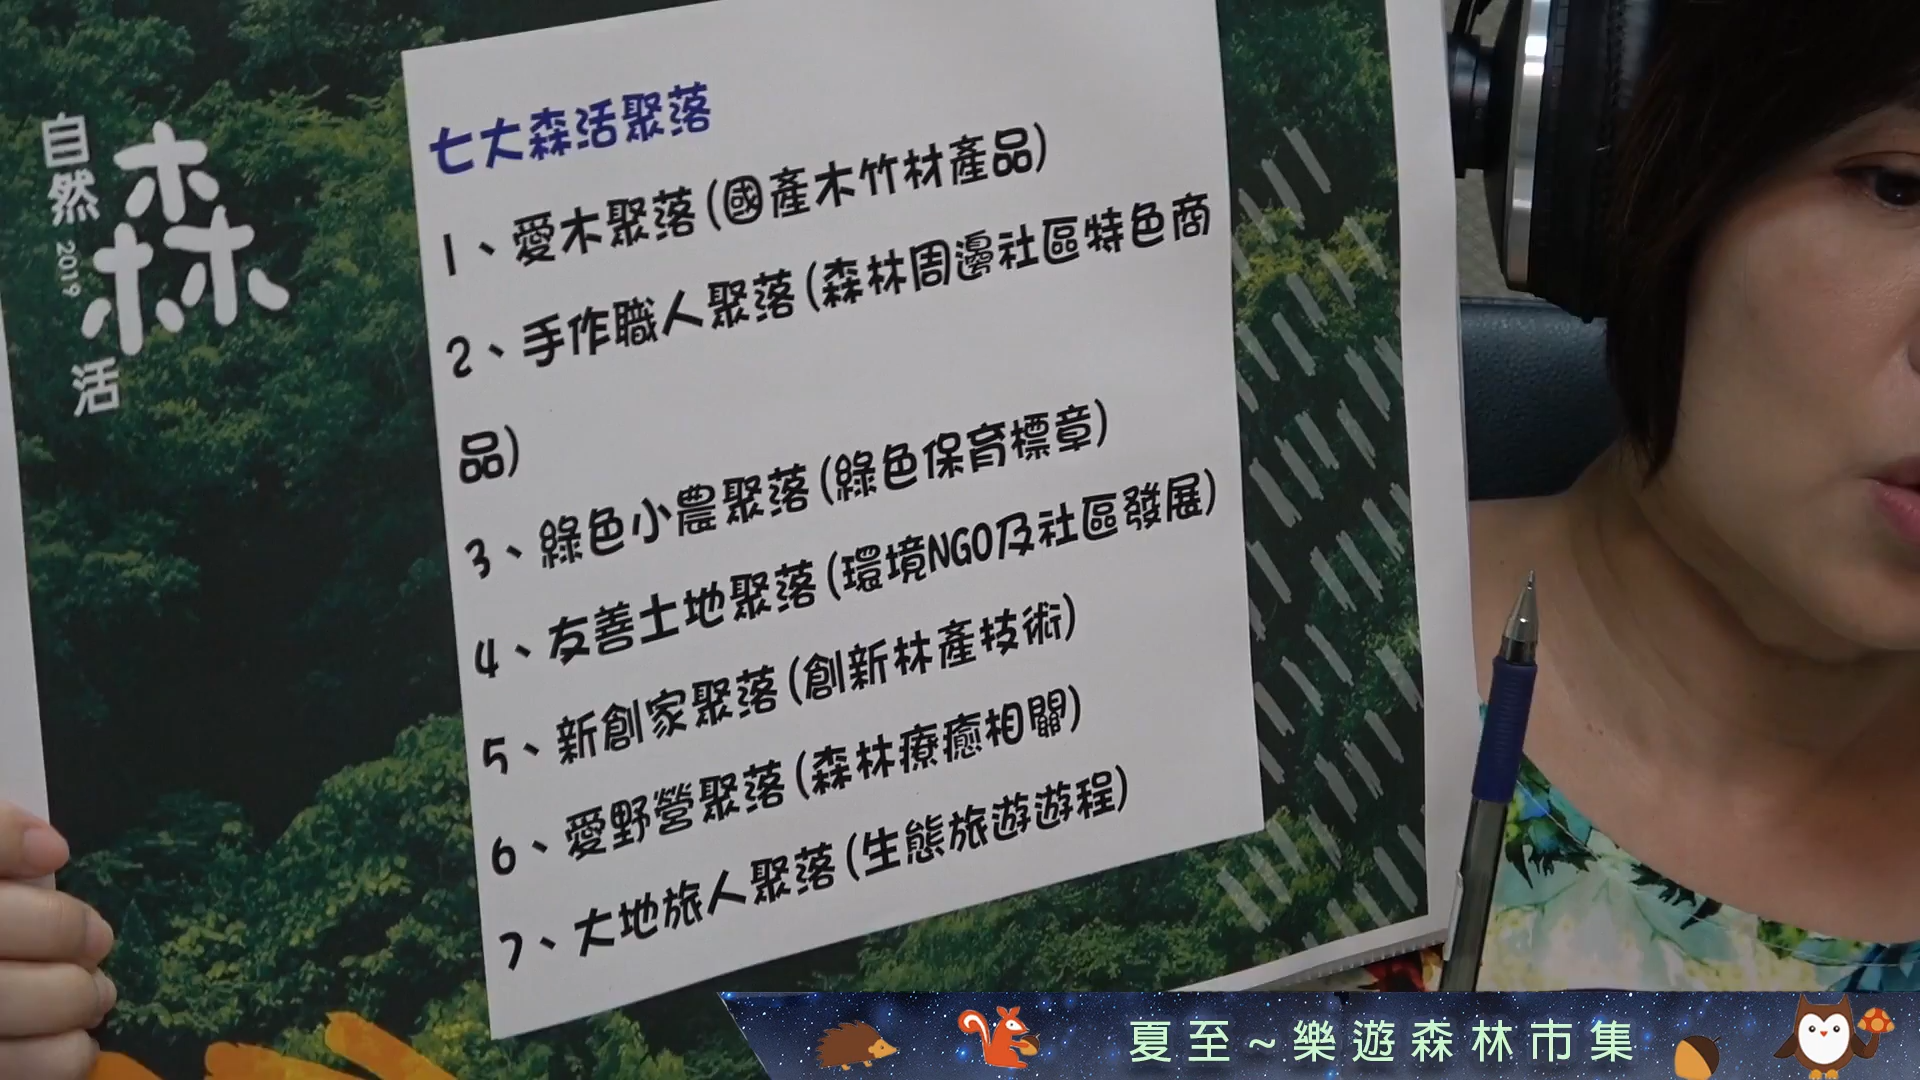 自然
2019
森
活
七大森活聚落
1、愛木聚落(國產木竹材產品)
2、手作職人聚落(森林周邊社區特色商
品)
3、綠色小農聚落(綠色保育標章)
4、友善土地聚落(環境NGO及社區發展)
5、新創家聚落(創新林產技術)
6、愛野營聚落(森林療癒相關)
7、大地旅人聚落(生態旅遊遊程)
夏至~樂遊森林市集